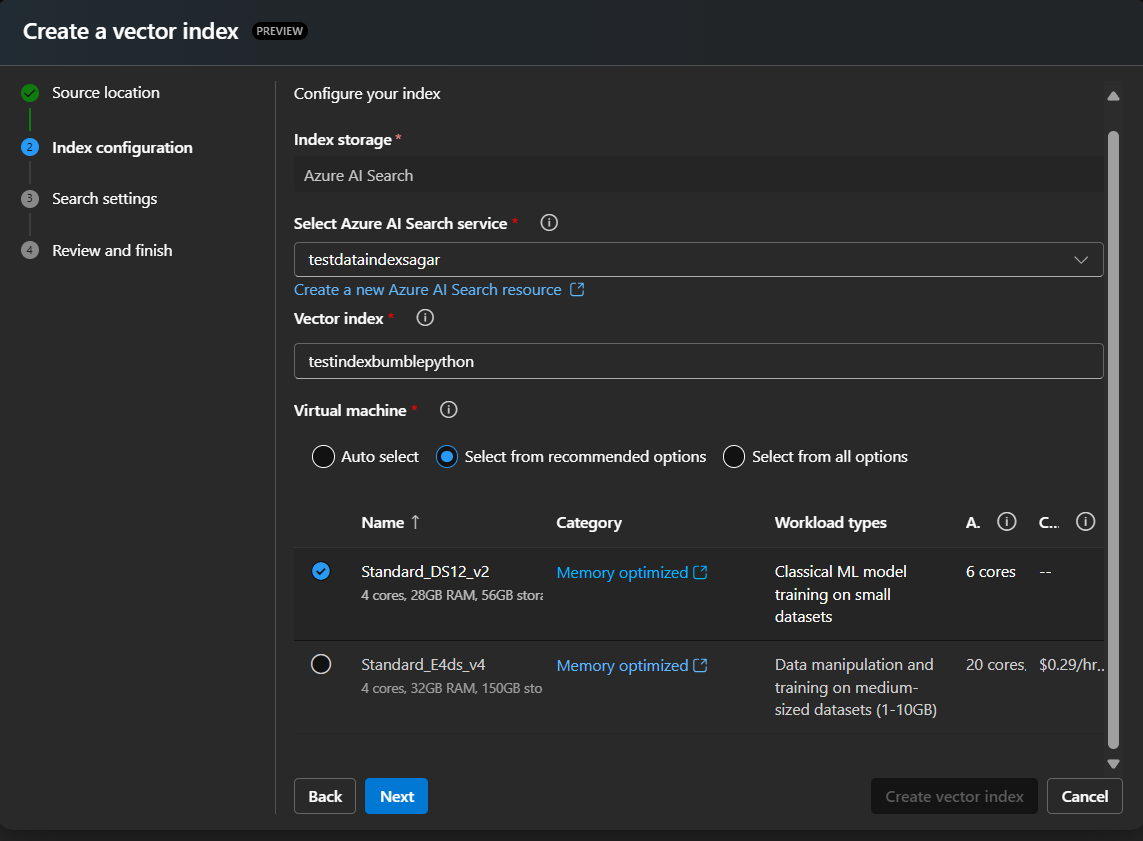 Create a vector index PREVIEW
Source location
2 Index configuration
3 Search settings
4 Review and finish
Configure your index
Index storage *
Azure AI Search
Select Azure AI Search service *
testdataindexsagar
Create a new Azure AI Search resource
Vector index *
testindexbumblepython
Virtual machine *
Auto select Select from recommended options Select from all options
Name ↑ Category Workload types A. C...
Standard_DS12_v2 Memory optimized Classical ML model 6 cores --
4 cores, 28GB RAM, 56GB stora training on small
datasets
Standard_E4ds_v4 Memory optimized Data manipulation and 20 cores, $0.29/hr..
4 cores, 32GB RAM, 150GB sto training on medium-
sized datasets (1-10GB)
Back Next Create vector index Cancel